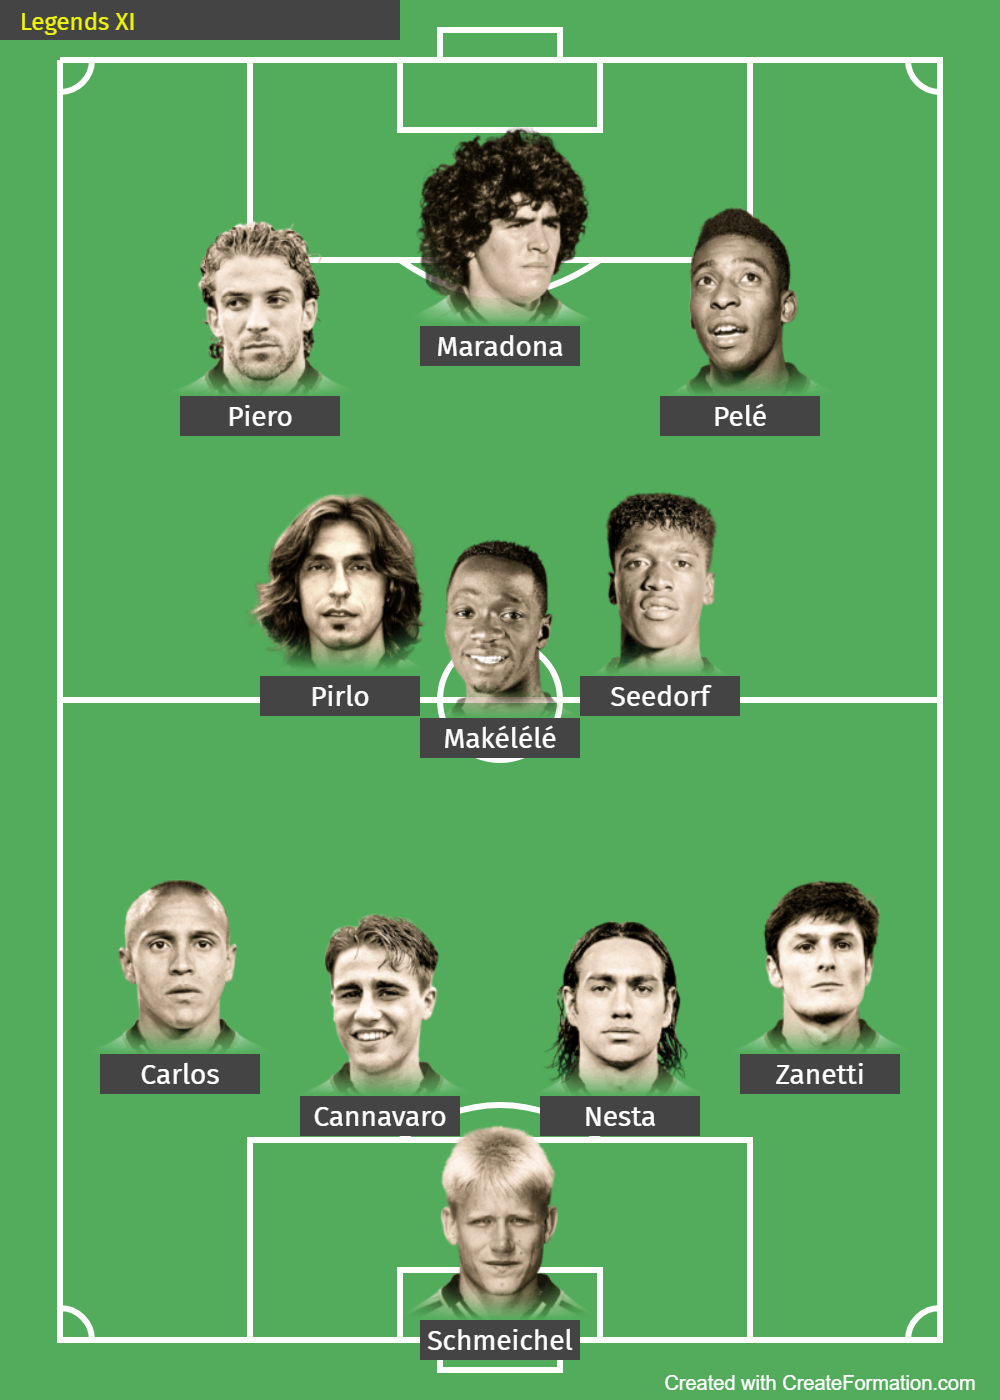 Legends XI
Maradona
Piero
Pelé
Pirlo
Seedorf
Makélélé
Carlos
Zanetti
Cannavaro
Nesta
Schmeichel
Created with CreateFormation.com